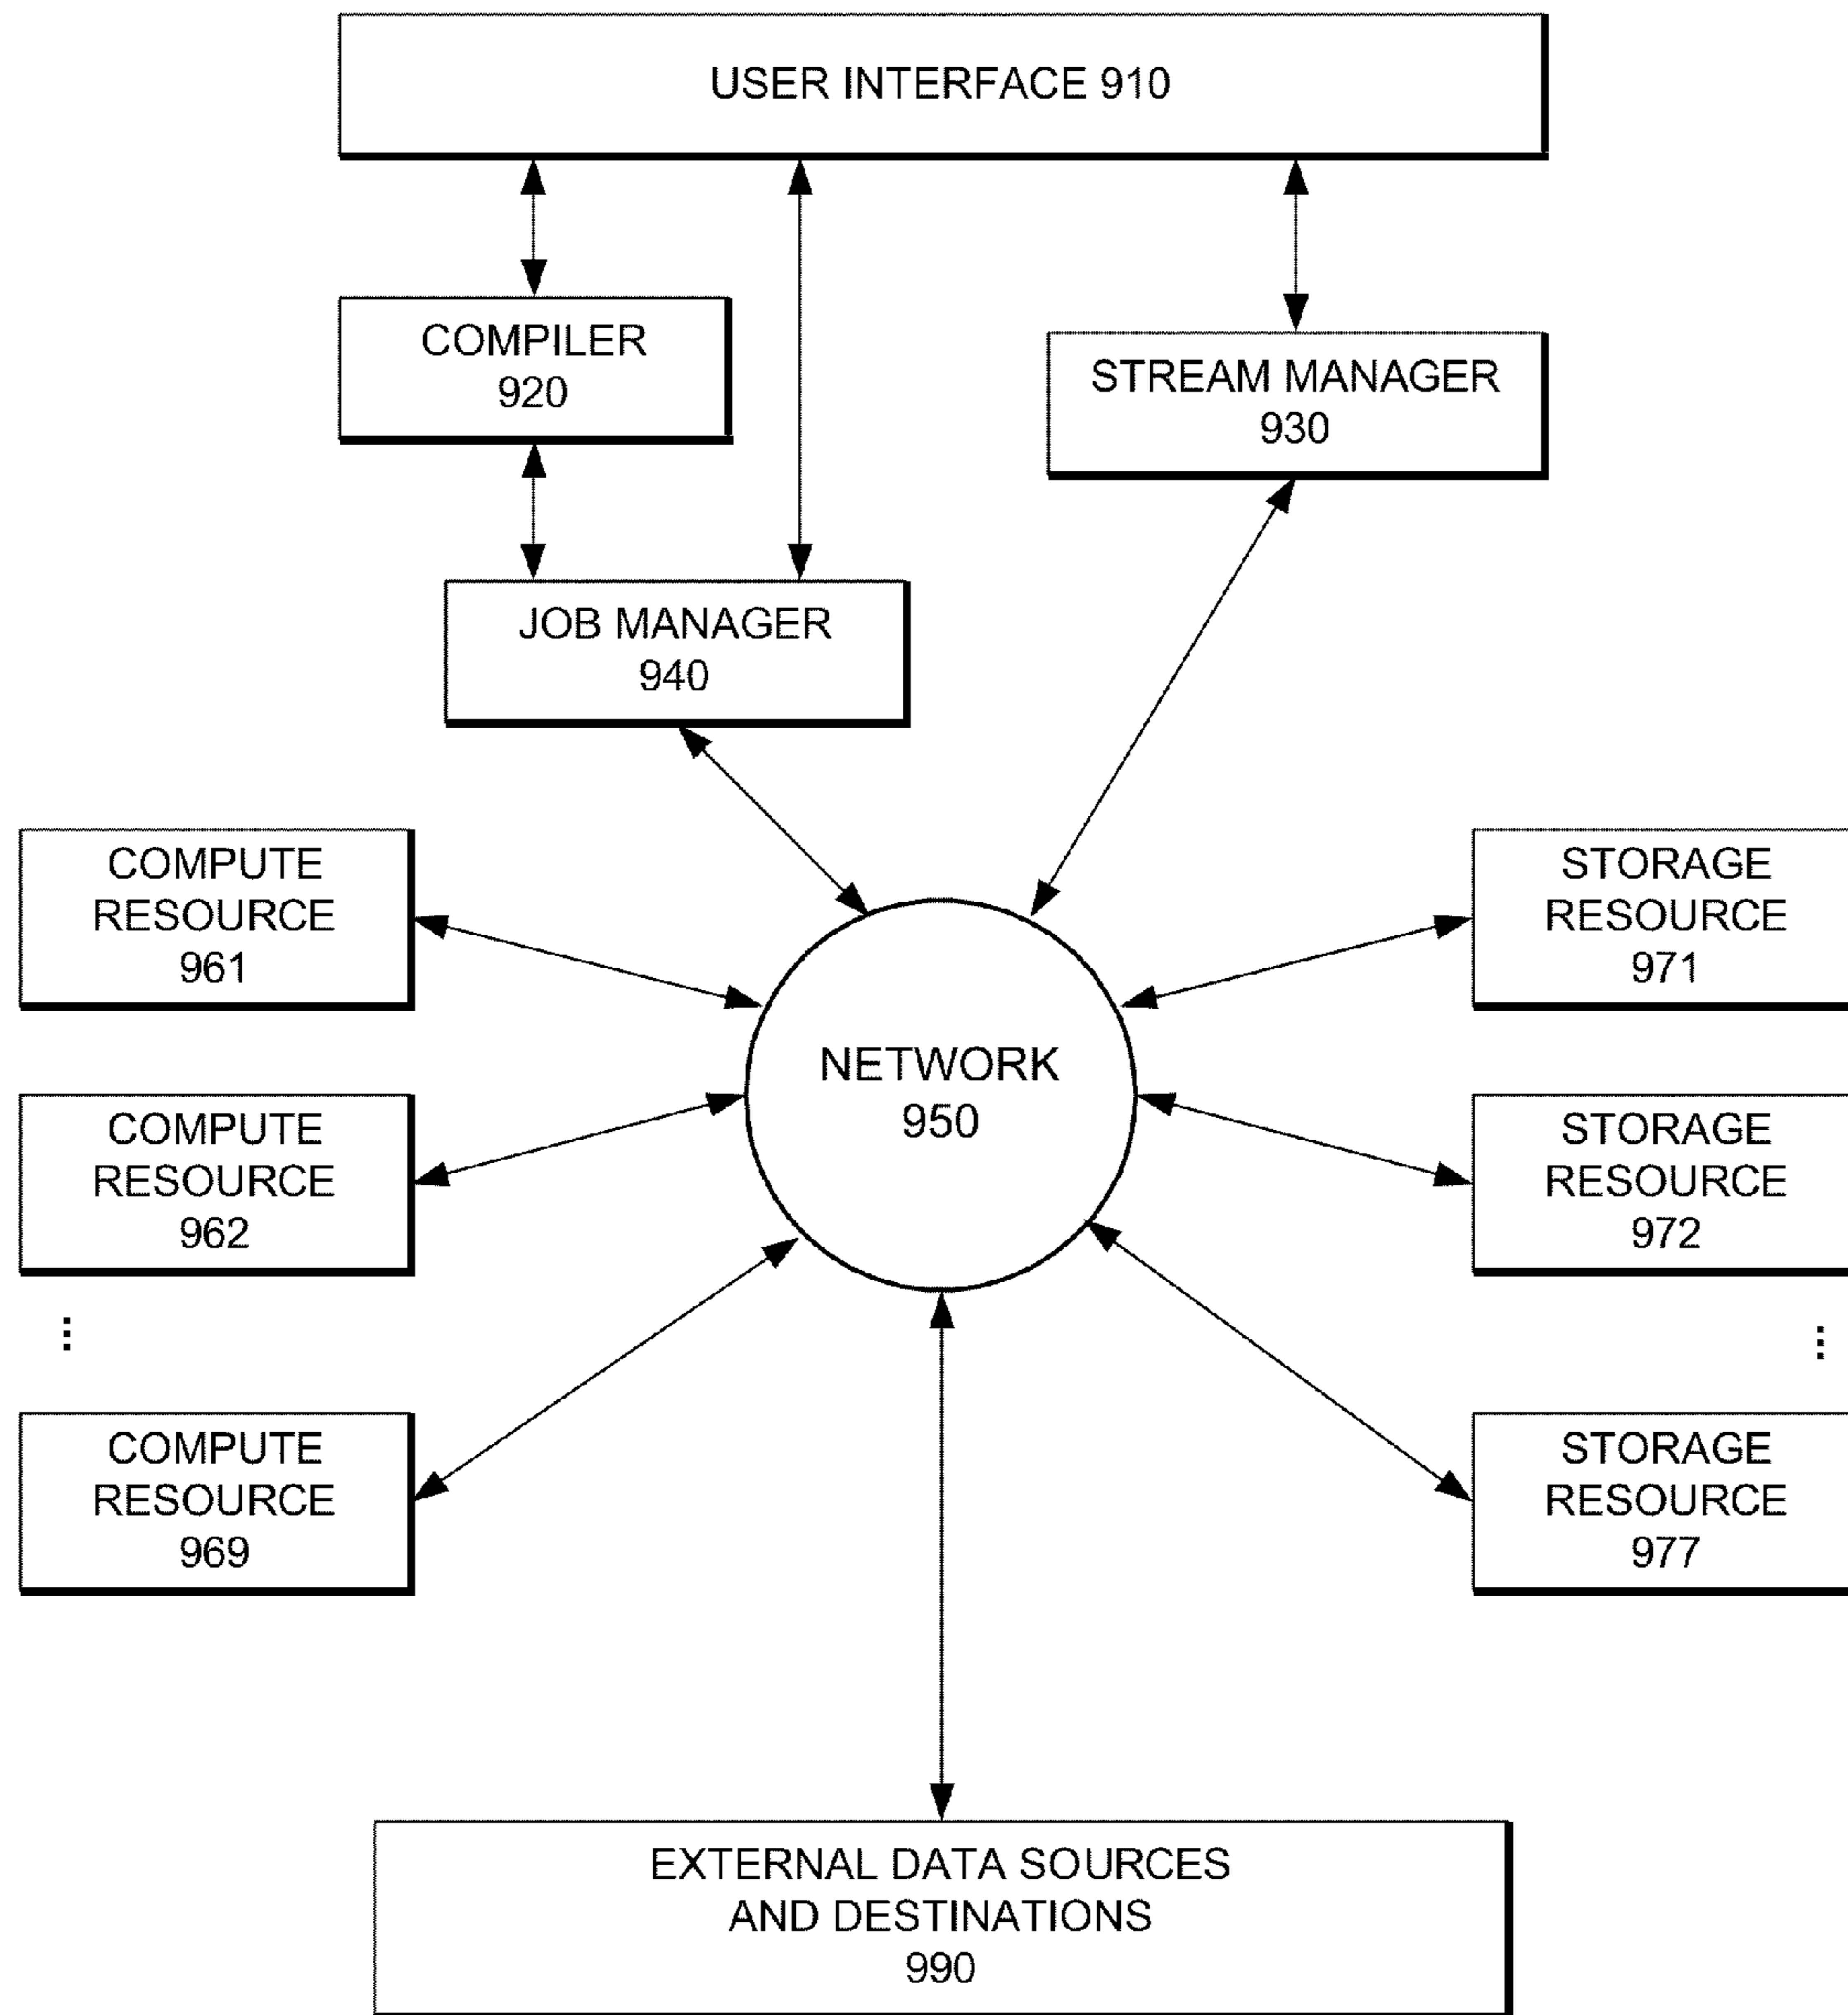 USER INTERFACE 910
COMPILER
920
STREAM MANAGER
930
JOB MANAGER
940
COMPUTE
RESOURCE
961
STORAGE
RESOURCE
971
NETWORK
950
COMPUTE
RESOURCE
962
STORAGE
RESOURCE
972
...
...
COMPUTE
RESOURCE
969
STORAGE
RESOURCE
977
EXTERNAL DATA SOURCES
AND DESTINATIONS
990